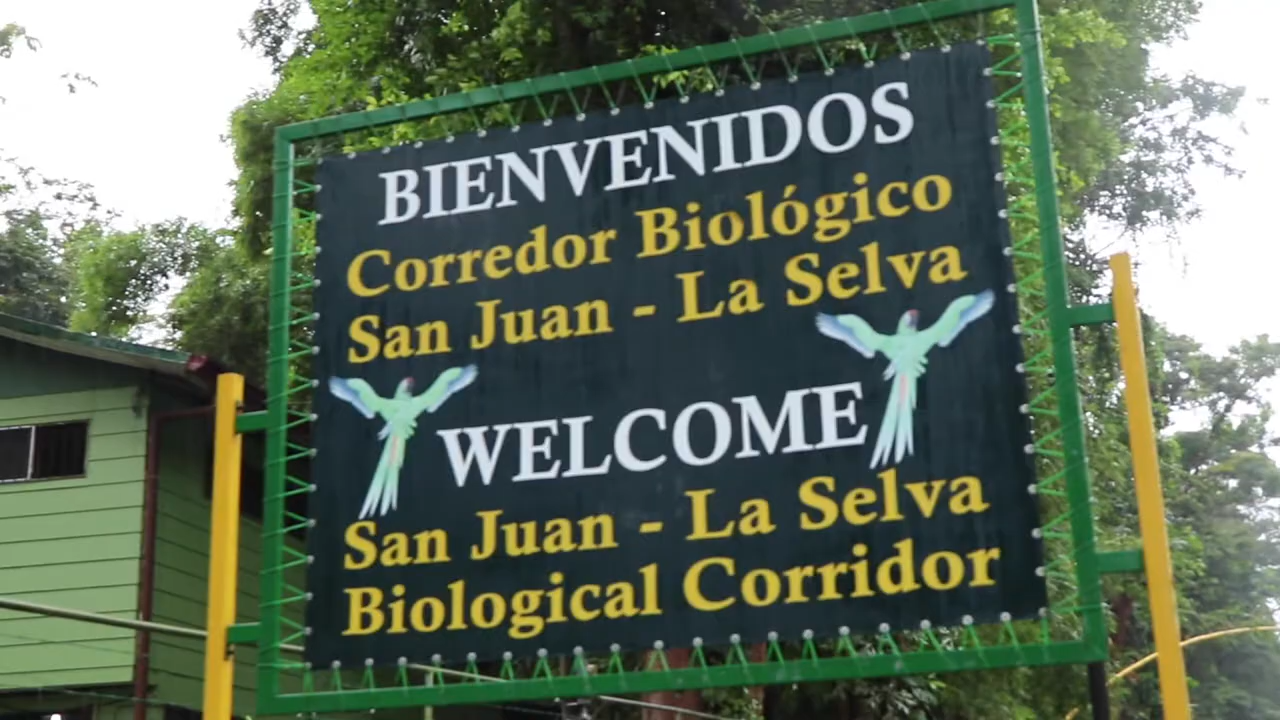 BIENVENIDOS
Corredor Biológico
San Juan - La Selva
WELCOME
San Juan - La Selva
Biological Corridor